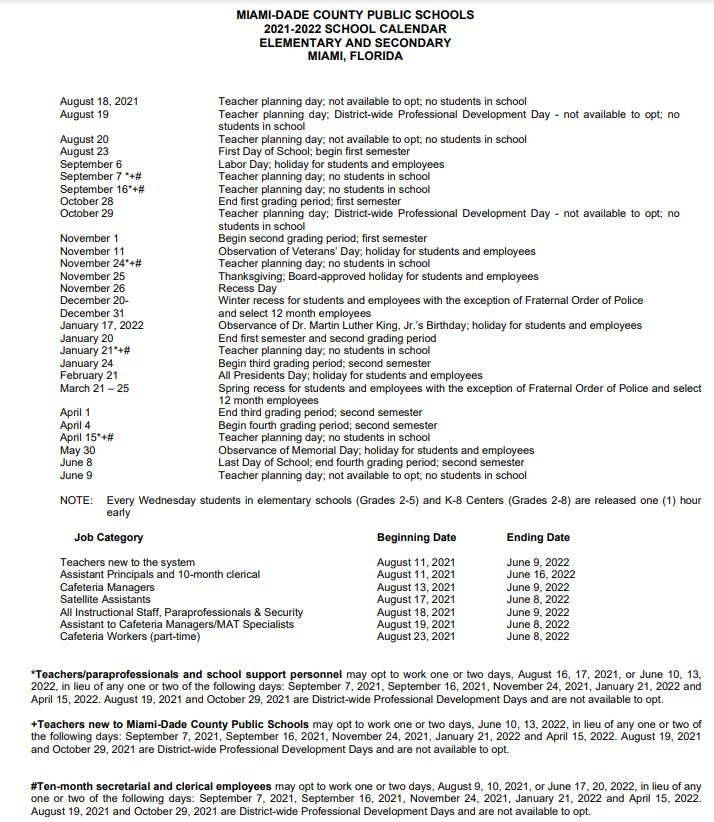 MIAMI-DADE COUNTY PUBLIC SCHOOLS
2021-2022 SCHOOL CALENDAR
ELEMENTARY AND SECONDARY
MIAMI, FLORIDA
August 18, 2021 Teacher planning day; not available to opt; no students in school
August 19 Teacher planning day; District-wide Professional Development Day - not available to opt; no
students in school
August 20 Teacher planning day; not available to opt; no students in school
August 23 First Day of School; begin first semester
September 6 Labor Day; holiday for students and employees
September 7 *+# Teacher planning day; no students in school
September 16*+# Teacher planning day; no students in school
October 28 End first grading period; first semester
October 29 Teacher planning day; District-wide Professional Development Day - not available to opt; no
students in school
November 1 Begin second grading period; first semester
November 11 Observation of Veterans' Day; holiday for students and employees
November 24*+# Teacher planning day; no students in school
November 25 Thanksgiving; Board-approved holiday for students and employees
November 26 Recess Day
December 20- Winter recess for students and employees with the exception of Fraternal Order of Police
December 31 and select 12 month employees
January 17, 2022 Observance of Dr. Martin Luther King, Jr.'s Birthday; holiday for students and employees
January 20 End first semester and second grading period
January 21*+# Teacher planning day; no students in school
January 24 Begin third grading period; second semester
February 21 All Presidents Day; holiday for students and employees
March 21 – 25 Spring recess for students and employees with the exception of Fraternal Order of Police and select
12 month employees
April 1 End third grading period; second semester
April 4 Begin fourth grading period; second semester
April 15*+# Teacher planning day; no students in school
May 30 Observance of Memorial Day; holiday for students and employees
June 8 Last Day of School; end fourth grading period; second semester
June 9 Teacher planning day; not available to opt; no students in school
NOTE: Every Wednesday students in elementary schools (Grades 2-5) and K-8 Centers (Grades 2-8) are released one (1) hour
early
Job Category Beginning Date Ending Date
Teachers new to the system August 11, 2021 June 9, 2022
Assistant Principals and 10-month clerical August 11, 2021 June 16, 2022
Cafeteria Managers August 13, 2021 June 9, 2022
Satellite Assistants August 17, 2021 June 8, 2022
All Instructional Staff, Paraprofessionals & Security August 18, 2021 June 9, 2022
Assistant to Cafeteria Managers/MAT Specialists August 19, 2021 June 8, 2022
Cafeteria Workers (part-time) August 23, 2021 June 8, 2022
*Teachers/paraprofessionals and school support personnel may opt to work one or two days, August 16, 17, 2021, or June 10, 13,
2022, in lieu of any one or two of the following days: September 7, 2021, September 16, 2021, November 24, 2021, January 21, 2022 and
April 15, 2022. August 19, 2021 and October 29, 2021 are District-wide Professional Development Days and are not available to opt.
+Teachers new to Miami-Dade County Public Schools may opt to work one or two days, June 10, 13, 2022, in lieu of any one or two of
the following days: September 7, 2021, September 16, 2021, November 24, 2021, January 21, 2022 and April 15, 2022. August 19, 2021
and October 29, 2021 are District-wide Professional Development Days and are not available to opt.
#Ten-month secretarial and clerical employees may opt to work one or two days, August 9, 10, 2021, or June 17, 20, 2022, in lieu of any
one or two of the following days: September 7, 2021, September 16, 2021, November 24, 2021, January 21, 2022 and April 15, 2022.
August 19, 2021 and October 29, 2021 are District-wide Professional Development Days and are not available to opt.